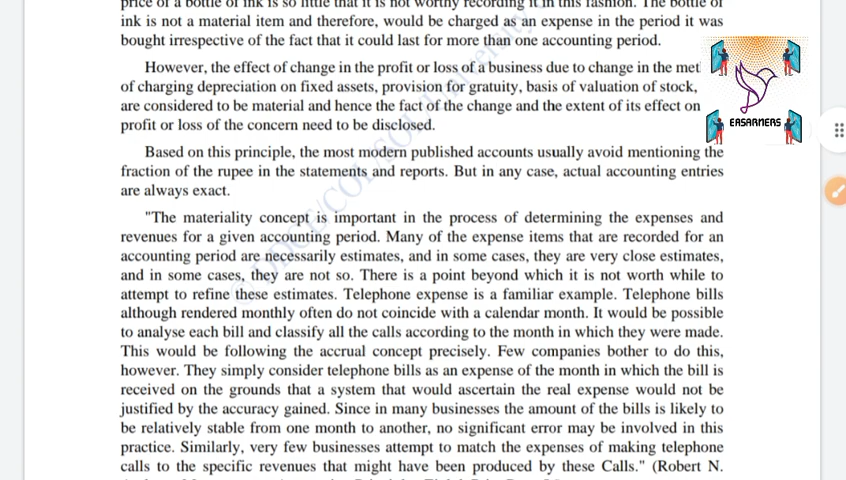 price of a bottle of ink is so little that it is not worthy recording it in this fashion. The bottle of
ink is not a material item and therefore, would be charged as an expense in the period it was
bought irrespective of the fact that it could last for more than one accounting period.
However, the effect of change in the profit or loss of a business due to change in the met
of charging depreciation on fixed assets, provision for gratuity, basis of valuation of stock,
are considered to be material and hence the fact of the change and the extent of its effect on
profit or loss of the concern need to be disclosed.
EASARNERS
Based on this principle, the most modern published accounts usually avoid mentioning the
fraction of the rupee in the statements and reports. But in any case, actual accounting entries
are always exact.
"The materiality concept is important in the process of determining the expenses and
revenues for a given accounting period. Many of the expense items that are recorded for an
accounting period are necessarily estimates, and in some cases, they are very close estimates,
and in some cases, they are not so. There is a point beyond which it is not worth while to
attempt to refine these estimates. Telephone expense is a familiar example. Telephone bills
although rendered monthly often do not coincide with a calendar month. It would be possible
to analyse each bill and classify all the calls according to the month in which they were made.
This would be following the accrual concept precisely. Few companies bother to do this,
however. They simply consider telephone bills as an expense of the month in which the bill is
received on the grounds that a system that would ascertain the real expense would not be
justified by the accuracy gained. Since in many businesses the amount of the bills is likely to
be relatively stable from one month to another, no significant error may be involved in this
practice. Similarly, very few businesses attempt to match the expenses of making telephone
calls to the specific revenues that might have been produced by these Calls." (Robert N.